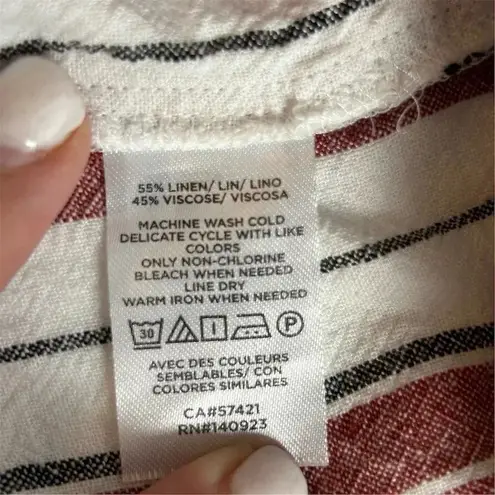 55% LINEN/ LIN/ LINO
45% VISCOSE/ VISCOSA
MACHINE WASH COLD
DELICATE CYCLE WITH LIKE
COLORS
ONLY NON-CHLORINE
BLEACH WHEN NEEDED
LINE DRY
WARM IRON WHEN NEEDED
30 P
AVEC DES COULEURS
SEMBLABLES/ CON
COLORES SIMILARES
CA#57421
RN#140923